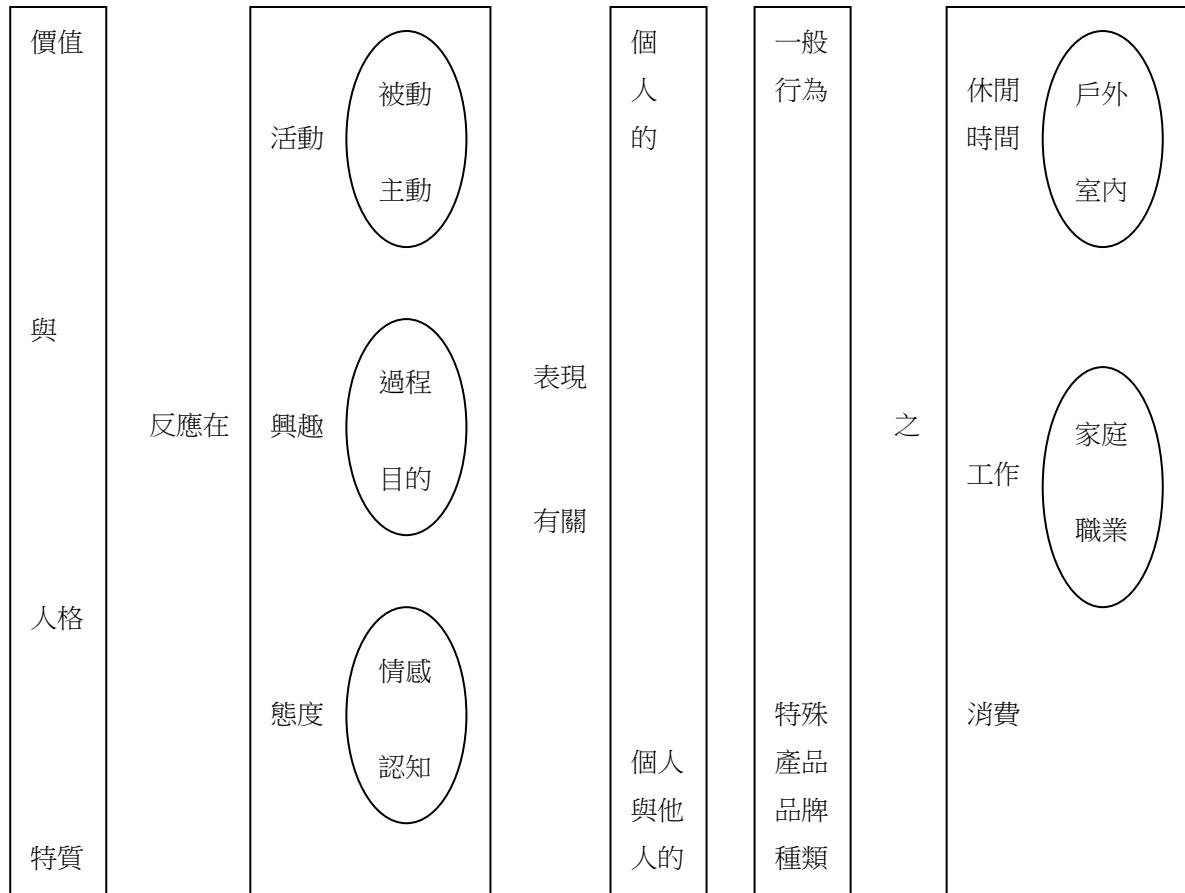 價值
與
人格
特質
反應在
活動
被動
主動
興趣
過程
目的
態度
情感
認知
表現
有關
個
人
的
個人
與他
人的
一般
行為
特殊
產品
品牌
種類
之
休閒
時間
戶外
室內
工作
家庭
職業
消費